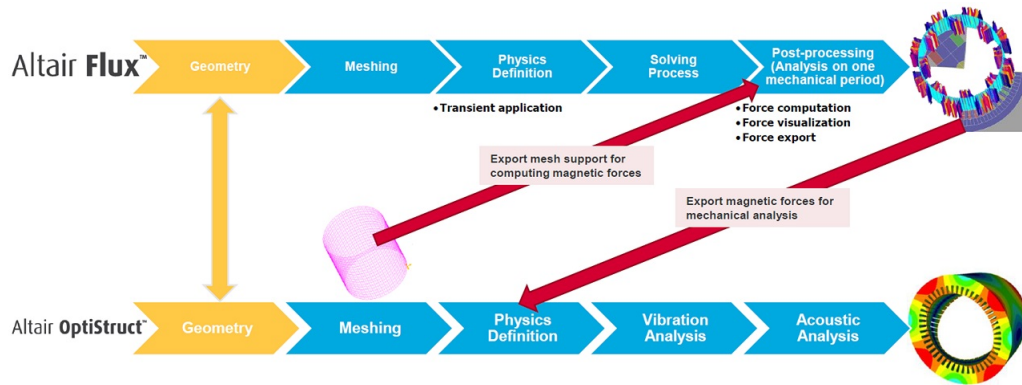 Altair Flux™
Geometry
Meshing
Physics
Definition
Solving
Process
Post-processing
(Analysis on one
mechanical period)
•Transient application
•Force computation
•Force visualization
•Force export
Export mesh support for
computing magnetic forces
Export magnetic forces for
mechanical analysis
Altair OptiStruct™
Geometry
Meshing
Physics
Definition
Vibration
Analysis
Acoustic
Analysis